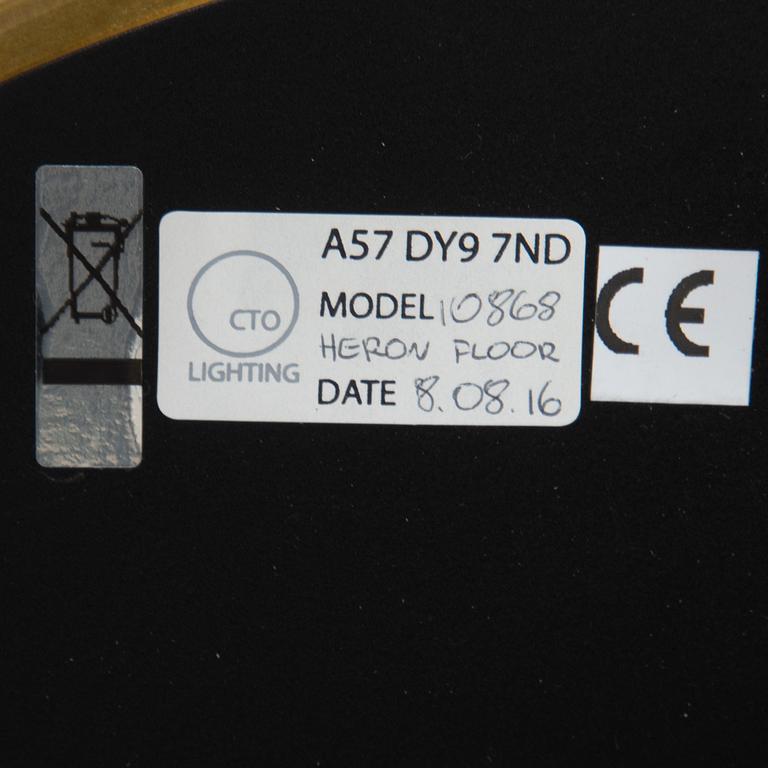 CTO
LIGHTING
A57 DY9 7ND
MODEL 10868
HERON FLOOR
DATE 8.08.16
CE